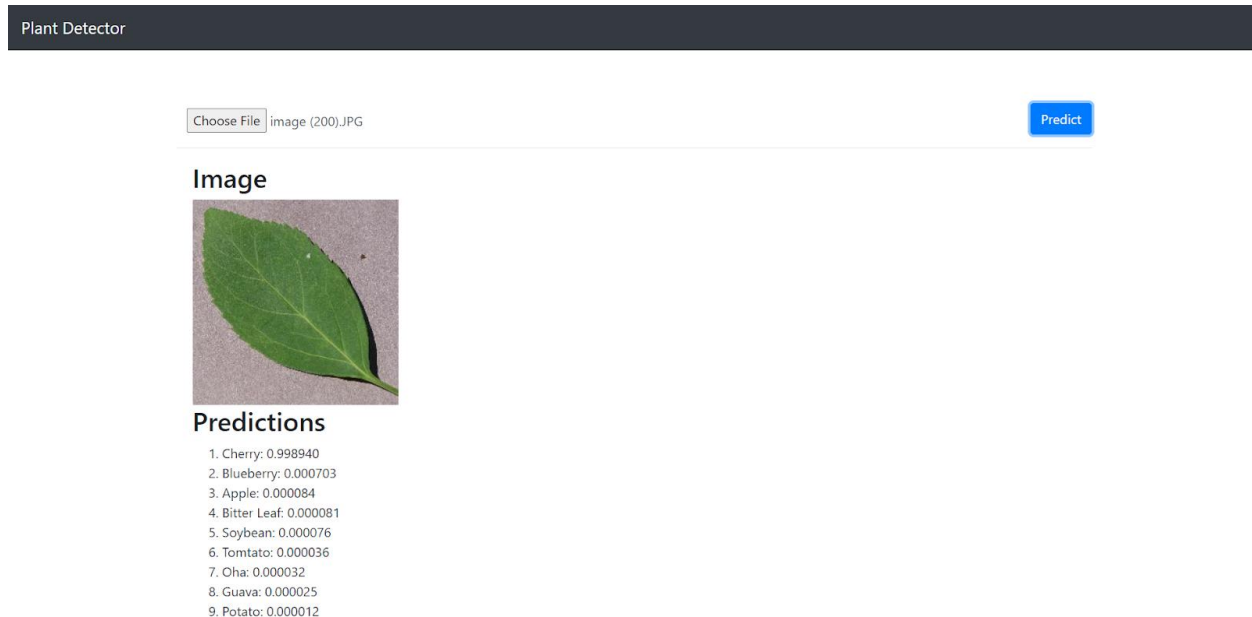 Plant Detector
Choose File image (200).JPG
Predict
Image
Predictions
1. Cherry: 0.998940
2. Blueberry: 0.000703
3. Apple: 0.000084
4. Bitter Leaf: 0.000081
5. Soybean: 0.000076
6. Tomtato: 0.000036
7. Oha: 0.000032
8. Guava: 0.000025
9. Potato: 0.000012